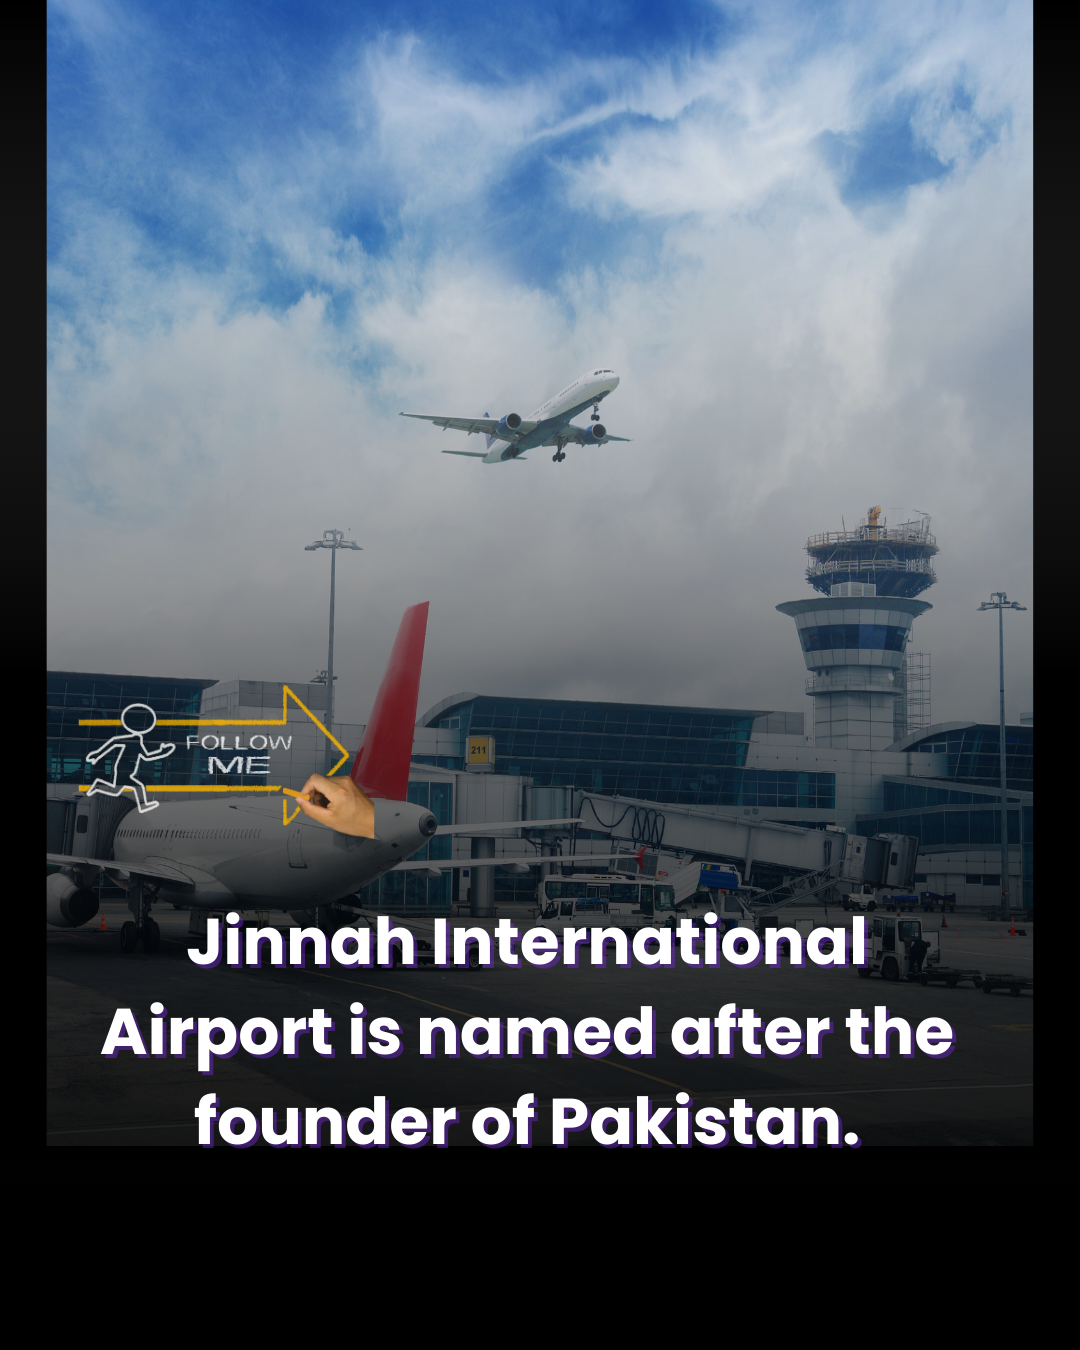 211
FOLLOW
ME
Jinnah International
Airport is named after the
founder of Pakistan.